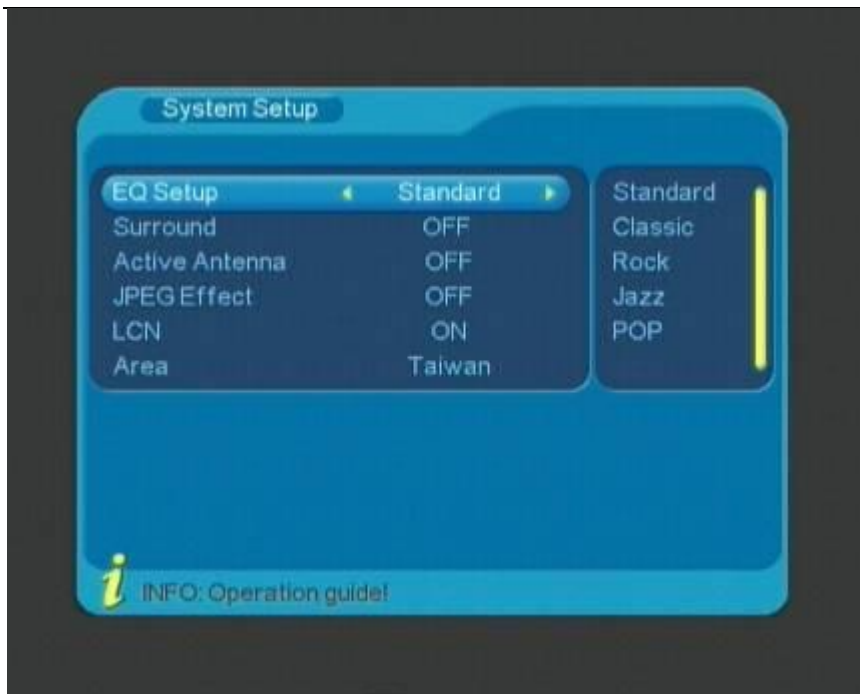 System Setup
EQ Setup Standard
Surround OFF
Active Antenna OFF
JPEG Effect OFF
LCN ON
Area Taiwan
Standard
Classic
Rock
Jazz
POP
INFO: Operation guide!